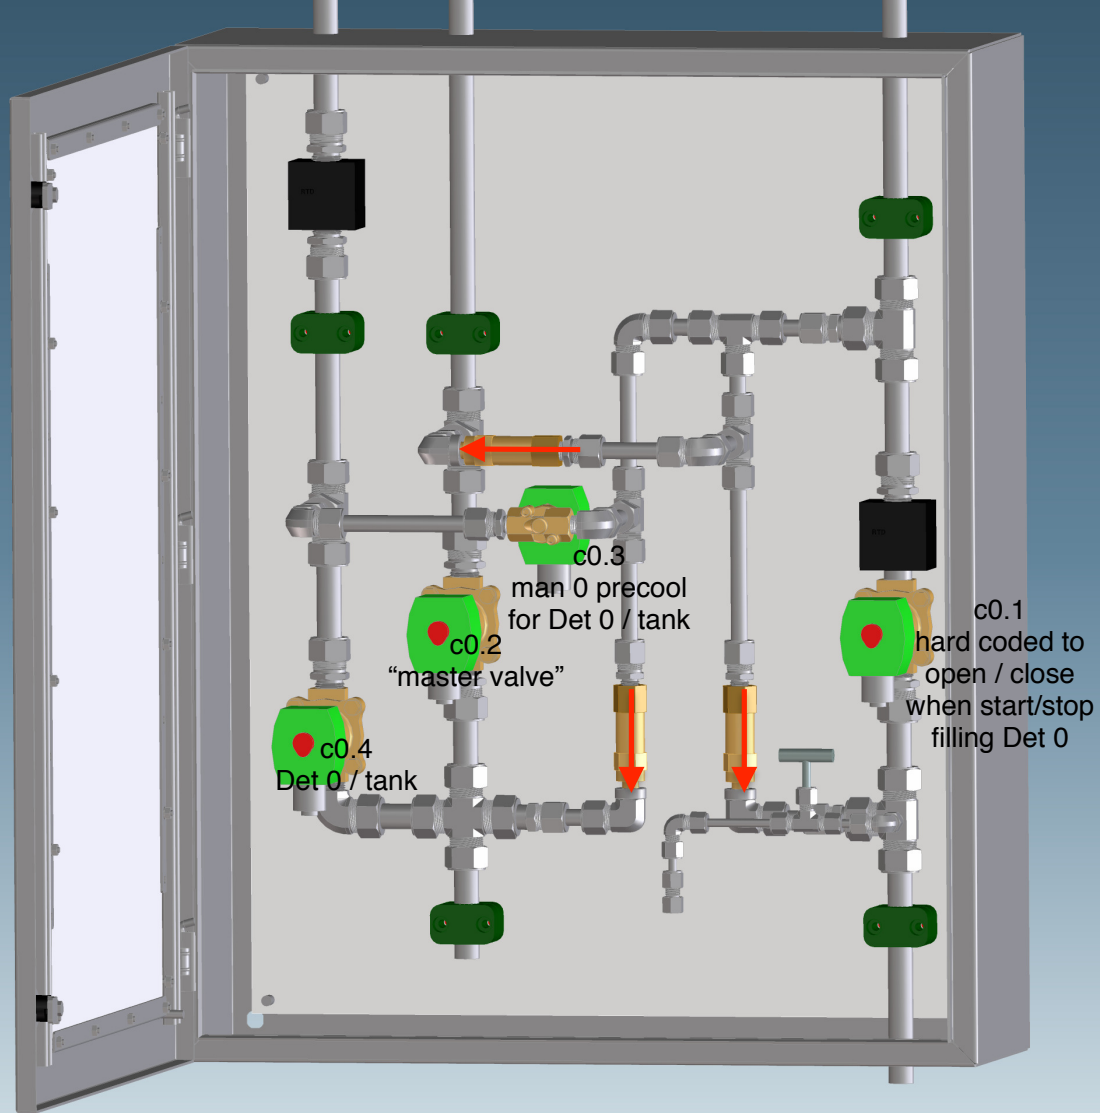 c0.3
man 0 precool
for Det 0 / tank
c0.2
“master valve”
c0.4
Det 0 / tank
c0.1
hard coded to
open / close
when start/stop
filling Det 0